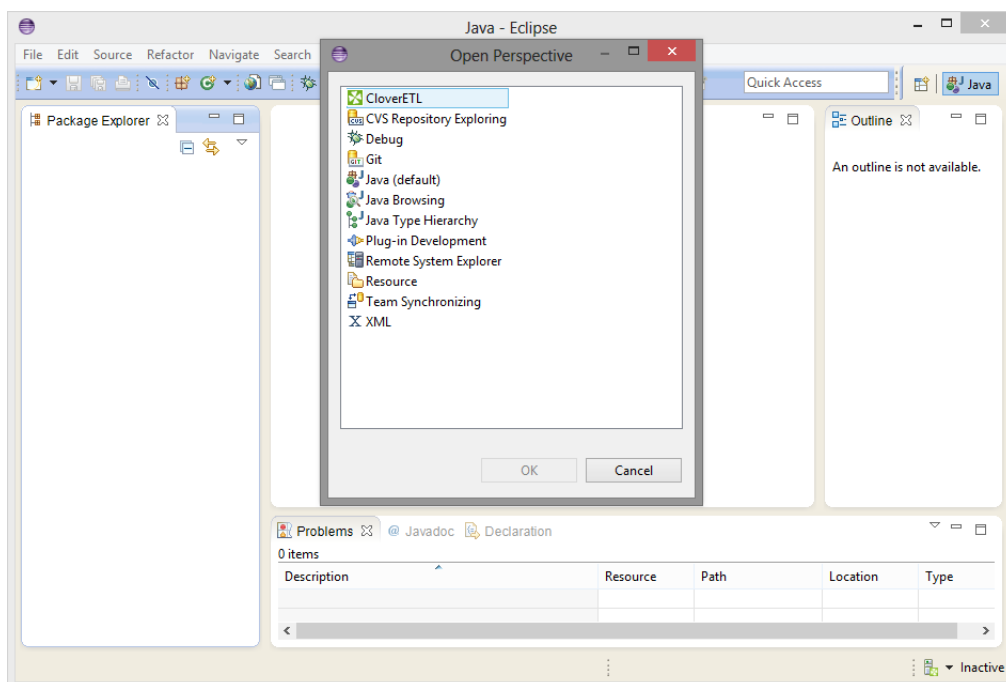 Java - Eclipse
File Edit Source Refactor Navigate Search
Open Perspective
Quick Access
Java
Package Explorer
Outline
An outline is not available.
CloverETL
CVS Repository Exploring
Debug
Git
Java (default)
Java Browsing
Java Type Hierarchy
Plug-in Development
Remote System Explorer
Resource
Team Synchronizing
XML
OK Cancel
Problems @ Javadoc Declaration
0 items
Description Resource Path Location Type
Inactive